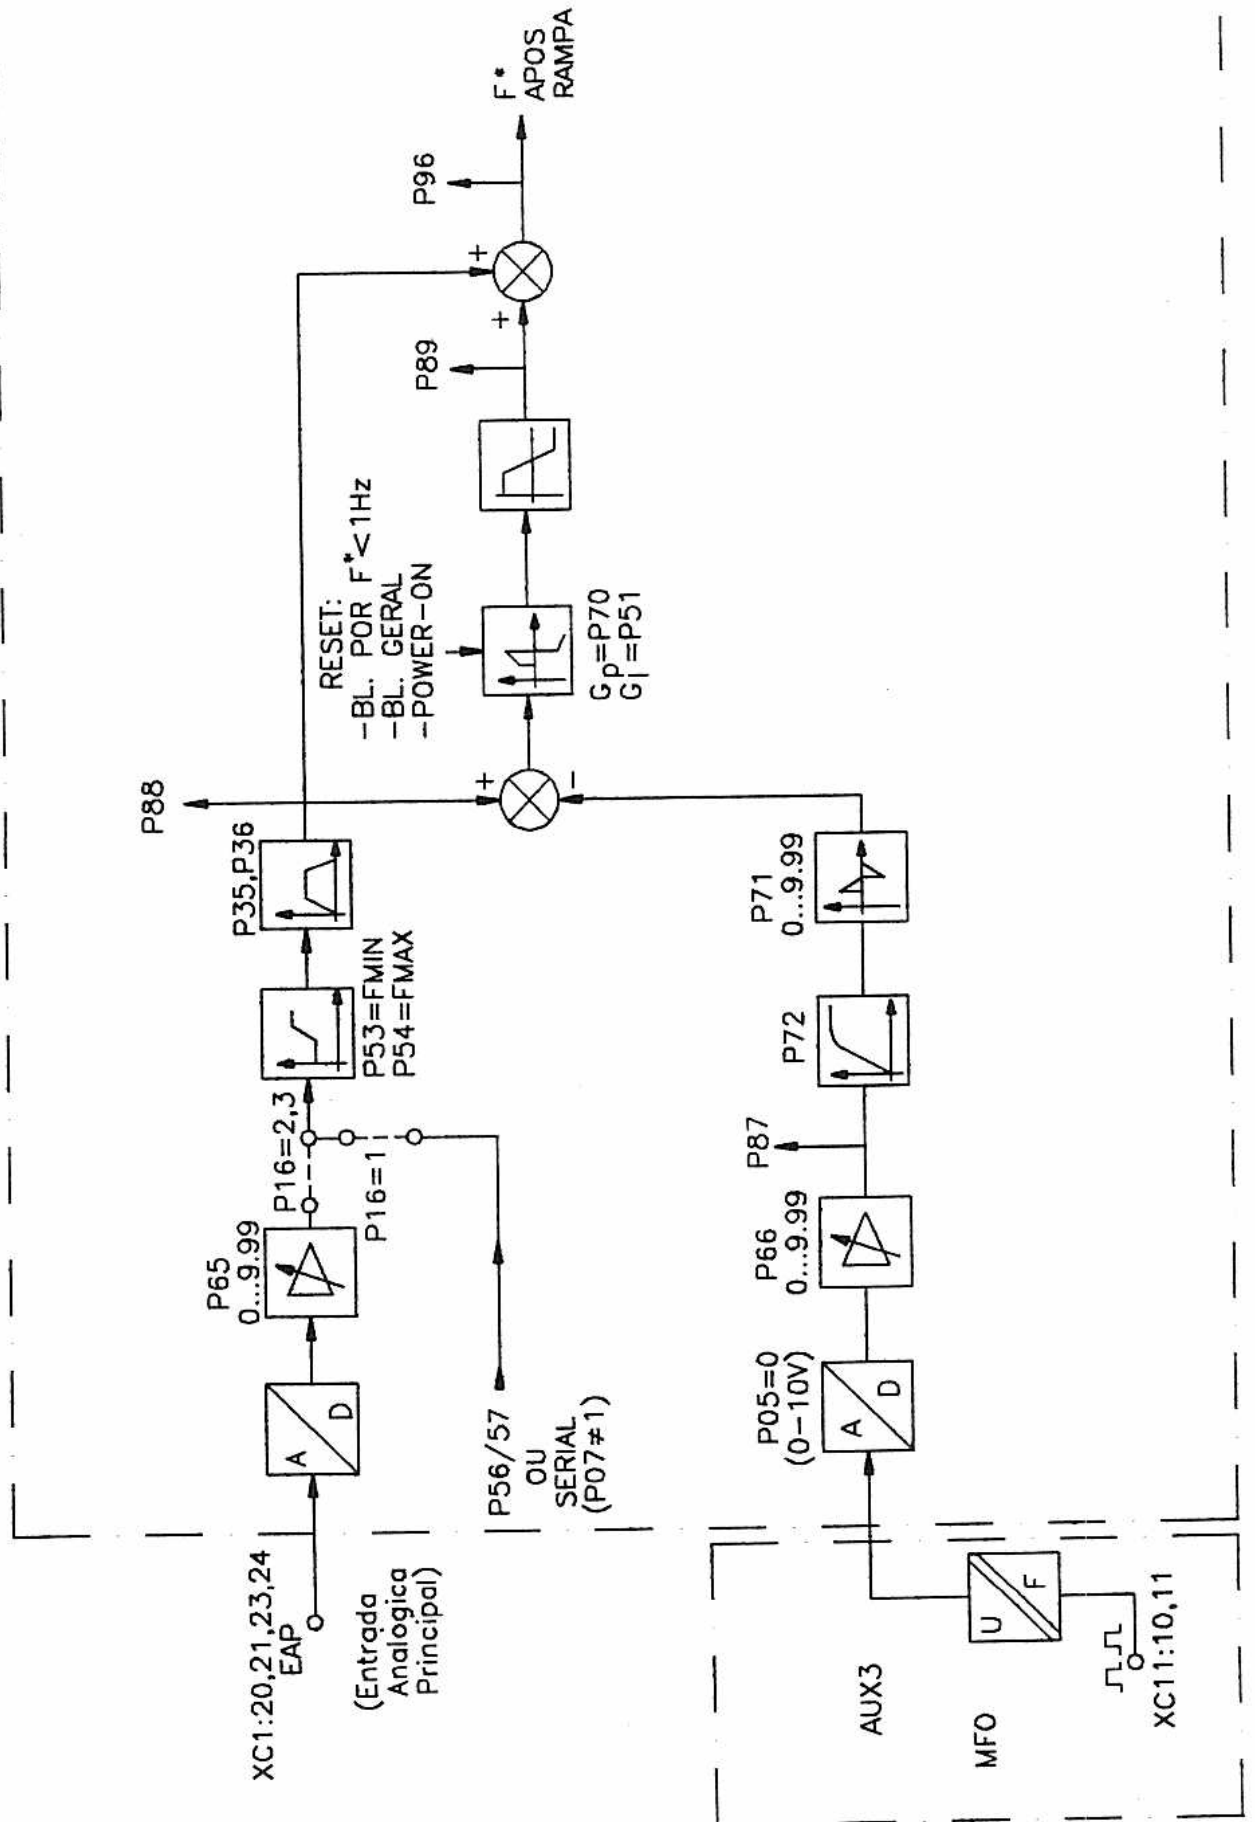 XC1:20,21,23,24
EAP
(Entrada
Analogica
Principal)
A
D
P65
0...9.99
P16=2,3
P16=1
P56/57
OU
SERIAL
(P07≠1)
P53=FMIN
P54=FMAX
P35,P36
P88
+
-
RESET:
-BL. POR F*<1Hz
-BL. GERAL
-POWER-ON
Gp=P70
GI=P51
P89
+
+
P96
F*
APOS
RAMPA
AUX3
MFO
XC11:10,11
U
F
P05=0
(0-10V)
A
D
P66
0...9.99
P87
P72
P71
0...9.99